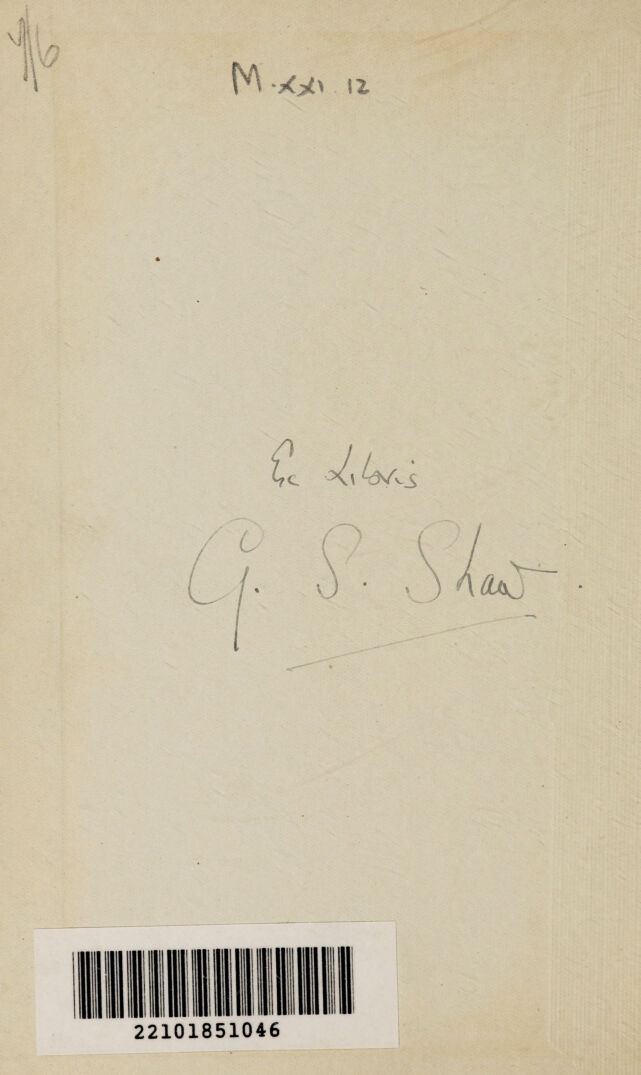 M.xxi.12
Ex Libris
G. S. Shaw.
22101851046